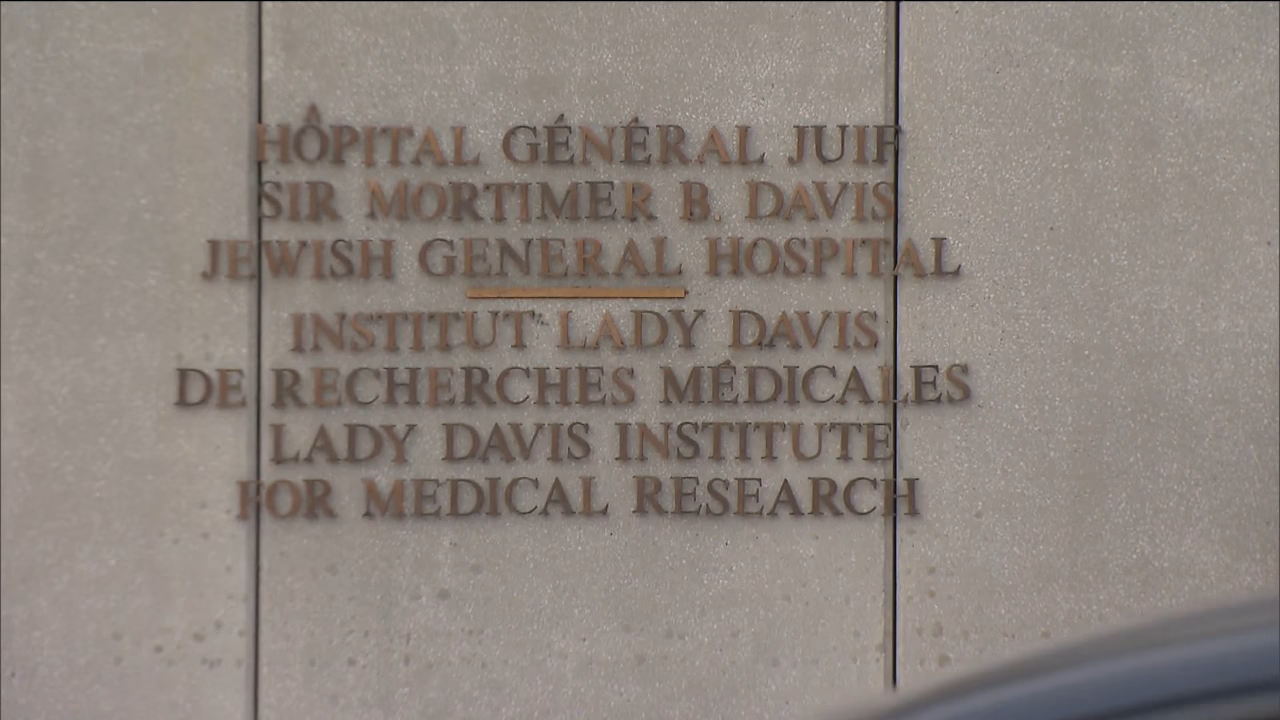 HÔPITAL GÉNÉRAL JUIF
SIR MORTIMER B. DAVIS
JEWISH GENERAL HOSPITAL
INSTITUT LADY DAVIS
DE RECHERCHES MÉDICALES
LADY DAVIS INSTITUTE
FOR MEDICAL RESEARCH